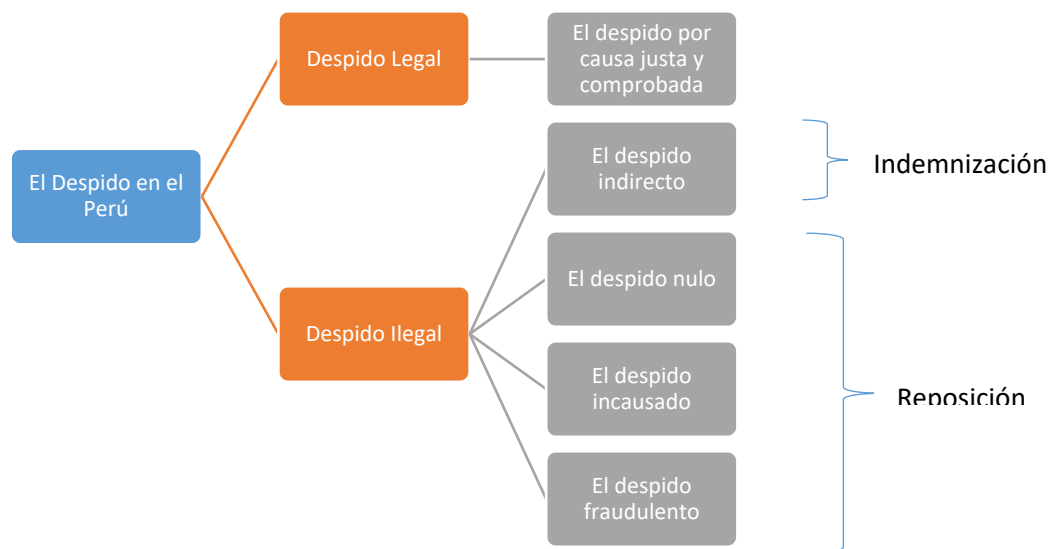 El Despido en el
Perú
Despido Legal
El despido por
causa justa y
comprobada
Despido Ilegal
El despido
indirecto
El despido nulo
El despido
incausado
El despido
fraudulento
Indemnización
Reposición